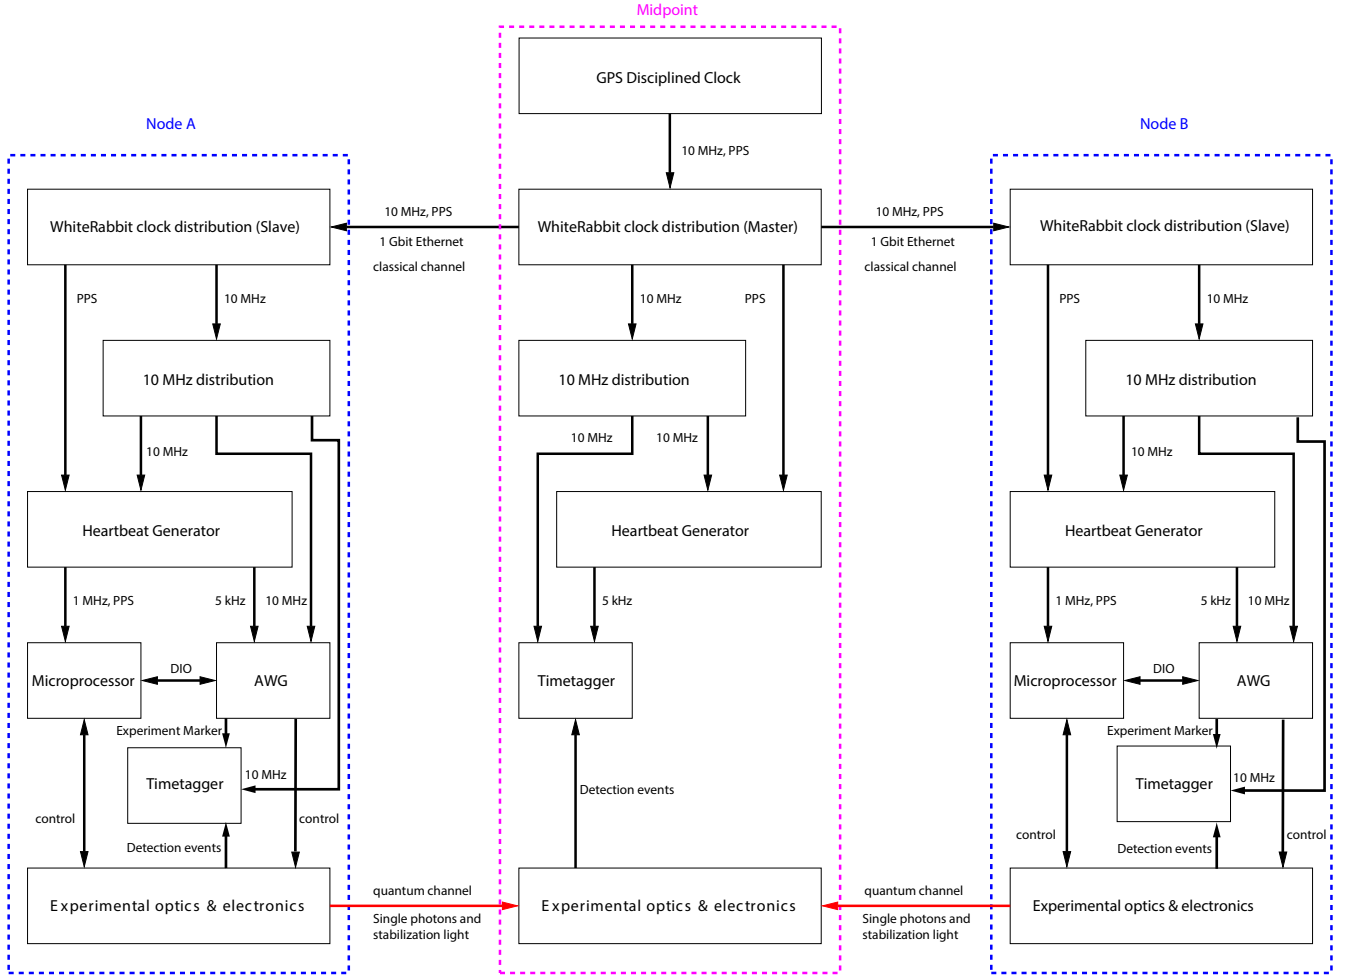 Midpoint
GPS Disciplined Clock
Node A
Node B
10 MHz, PPS
WhiteRabbit clock distribution (Slave)
10 MHz, PPS
1 Gbit Ethernet
classical channel
WhiteRabbit clock distribution (Master)
10 MHz, PPS
1 Gbit Ethernet
classical channel
WhiteRabbit clock distribution (Slave)
PPS
10 MHz
10 MHz
PPS
PPS
10 MHz
10 MHz distribution
10 MHz distribution
10 MHz distribution
10 MHz
10 MHz
10 MHz
10 MHz
Heartbeat Generator
Heartbeat Generator
Heartbeat Generator
1 MHz, PPS
5 kHz
10 MHz
5 kHz
1 MHz, PPS
5 kHz
10 MHz
Microprocessor
DIO
AWG
Timetagger
Microprocessor
DIO
AWG
Experiment Marker
Experiment Marker
Timetagger
10 MHz
Detection events
Timetagger
10 MHz
control
control
Detection events
control
control
Detection events
Experimental optics & electronics
quantum channel
Single photons and
stabilization light
Experimental optics & electronics
quantum channel
Single photons and
stabilization light
Experimental optics & electronics